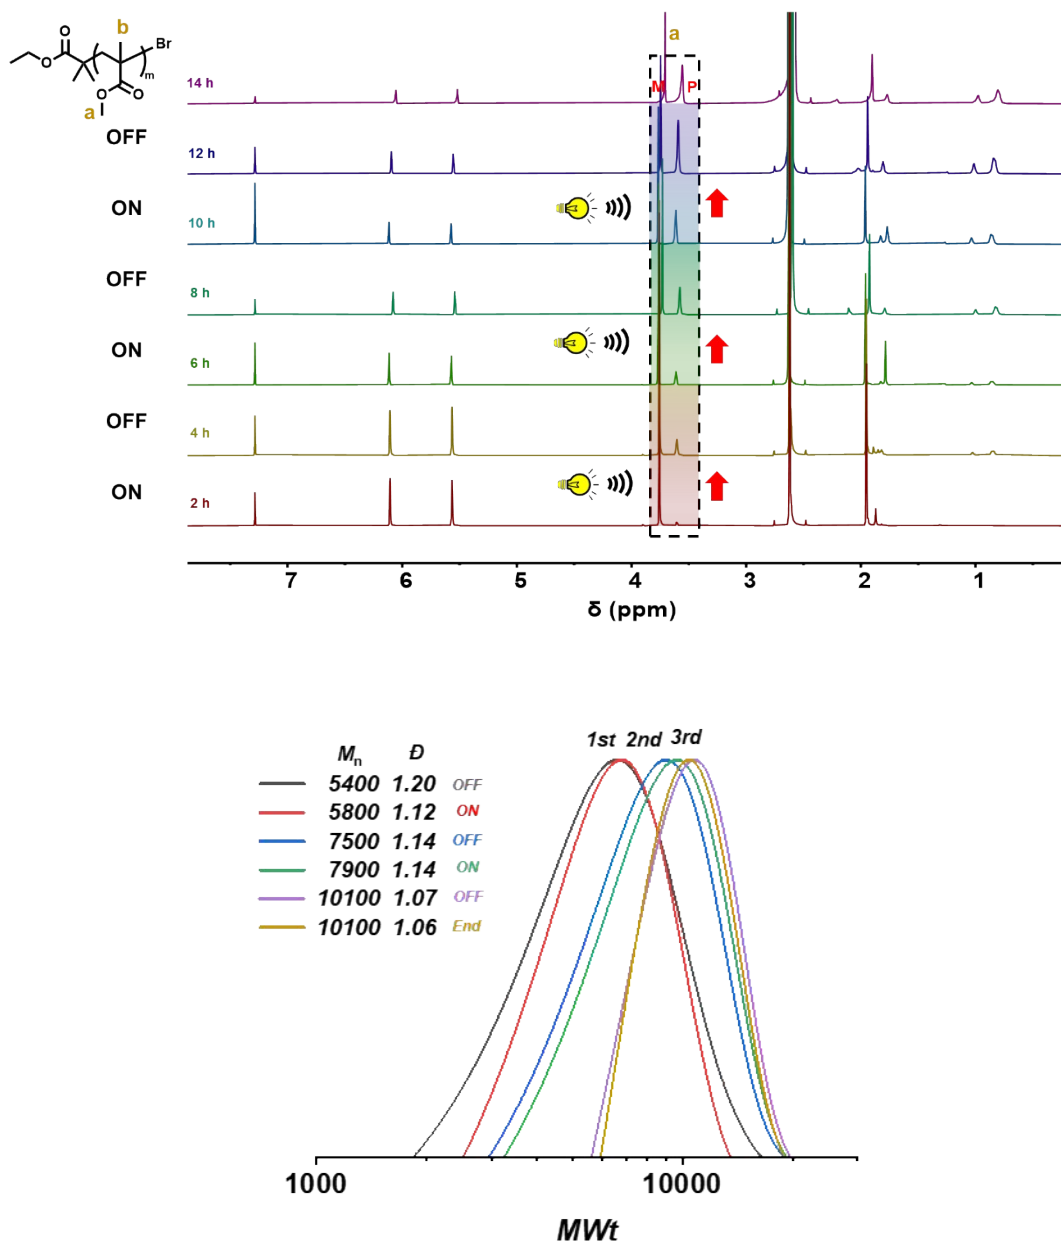 b
O
Br
O
m
O
O
a
a
M
P
14 h
OFF
12 h
ON
10 h
OFF
8 h
ON
6 h
OFF
4 h
ON
2 h
7 6 5 4 3 2 1
δ (ppm)
1st 2nd 3rd
Mn Đ
5400 1.20 OFF
5800 1.12 ON
7500 1.14 OFF
7900 1.14 ON
10100 1.07 OFF
10100 1.06 End
1000 10000
MWt